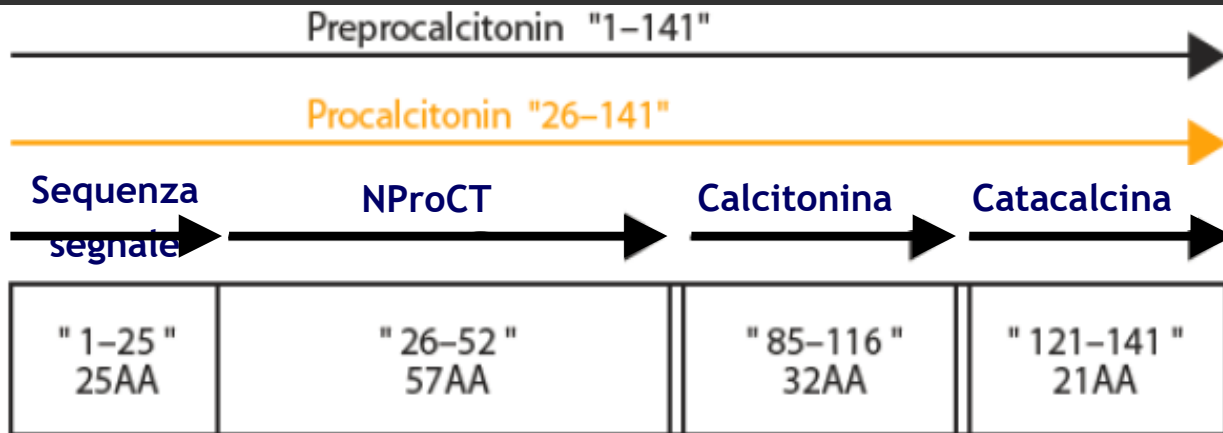 Preprocalcitonin "1–141"
Procalcitonin "26–141"
Sequenza segnale
NProCT
Calcitonina
Catacalcina
" 1–25 "
25AA
" 26–52 "
57AA
" 85–116 "
32AA
" 121–141 "
21AA